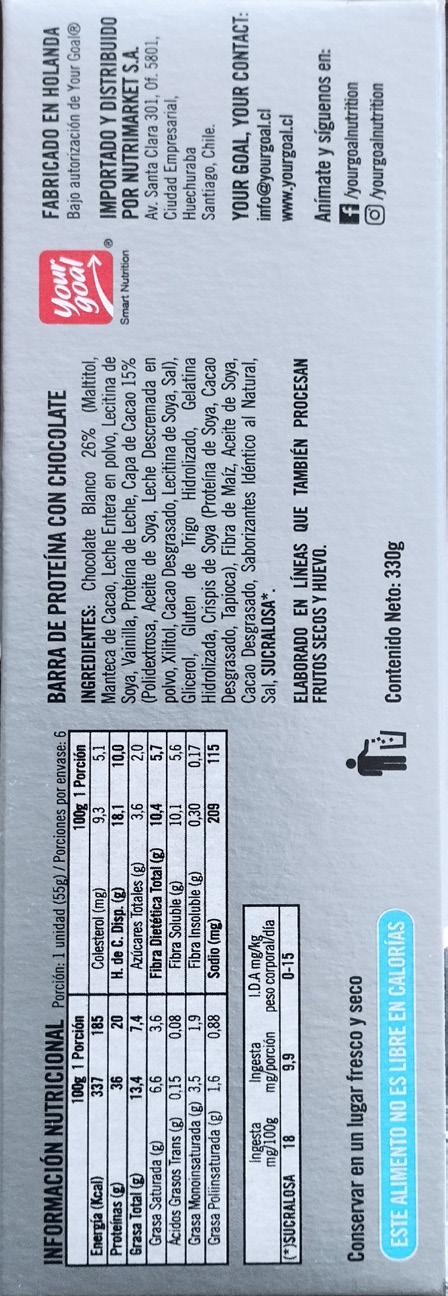 INFORMACIÓN NUTRICIONAL Porción: 1 unidad (55g) / Porciones por envase: 6
100g 1 Porción
Energía (Kcal) 337 185
Proteínas (g) 36 20
Grasa Total (g) 13,4 7,4
Grasa Saturada (g) 6,6 3,6
Ácidos Grasos Trans (g) 0,15 0,08
Grasa Monoinsaturada (g) 3,5 1,9
Grasa Poliinsaturada (g) 1,6 0,88
100g 1 Porción
Colesterol (mg) 9,3 5,1
H. de C. Disp. (g) 18,1 10,0
Azúcares Totales (g) 3,6 2,0
Fibra Dietética Total (g) 10,4 5,7
Fibra Soluble (g) 10,1 5,6
Fibra Insoluble (g) 0,30 0,17
Sodio (mg) 209 115
Ingesta mg/100g Ingesta mg/porción I.D.A mg/kg peso corporal/día
(*)SUCRALOSA 18 9,9 0-15
Conservar en un lugar fresco y seco
ESTE ALIMENTO NO ES LIBRE EN CALORÍAS
BARRA DE PROTEÍNA CON CHOCOLATE
INGREDIENTES: Chocolate Blanco 26% (Maltitol,
Manteca de Cacao, Leche Entera en polvo, Lecitina de
Soya, Vainilla, Proteína de Leche, Capa de Cacao 15%
(Polidextrosa, Aceite de Soya, Leche Descremada en
polvo, Xilitol, Cacao Desgrasado, Lecitina de Soya, Sal),
Glicerol, Gluten de Trigo Hidrolizado, Gelatina
Hidrolizada, Crispis de Soya (Proteína de Soya, Cacao
Desgrasado, Tapioca), Fibra de Maíz, Aceite de Soya,
Cacao Desgrasado, Saborizantes Idéntico al Natural,
Sal, SUCRALOSA*.
ELABORADO EN LÍNEAS QUE TAMBIÉN PROCESAN
FRUTOS SECOS Y HUEVO.
Contenido Neto: 330g
your
goal
®
Smart Nutrition
FABRICADO EN HOLANDA
Bajo autorización de Your Goal®
IMPORTADO Y DISTRIBUIDO
POR NUTRIMARKET S.A.
Av. Santa Clara 301, Of. 5801,
Ciudad Empresarial,
Huechuraba
Santiago, Chile.
YOUR GOAL, YOUR CONTACT:
info@yourgoal.cl
www.yourgoal.cl
Anímate y síguenos en:
f /yourgoalnutrition
/yourgoalnutrition